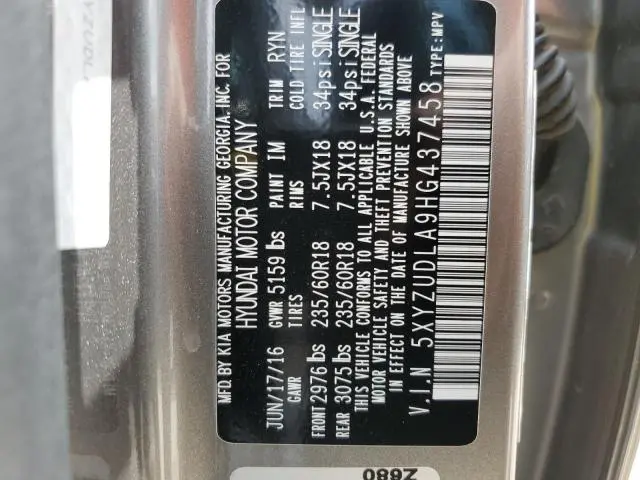 MFD BY KIA MOTORS MANUFACTURING GEORGIA, INC. FOR
HYUNDAI MOTOR COMPANY
JUN/17/16 GVWR 5159 lbs PAINT IM TRIM RYN
GAWR TIRES RIMS COLD TIRE INFL
FRONT 2976 lbs 235/60R18 7.5JX18 34psi SINGLE
REAR 3075 lbs 235/60R18 7.5JX18 34psi SINGLE
THIS VEHICLE CONFORMS TO ALL APPLICABLE U.S.A. FEDERAL
MOTOR VEHICLE SAFETY AND THEFT PREVENTION STANDARDS
IN EFFECT ON THE DATE OF MANUFACTURE SHOWN ABOVE
V.I.N 5XYZUDLA9HG437458 TYPE:MPV
Z680